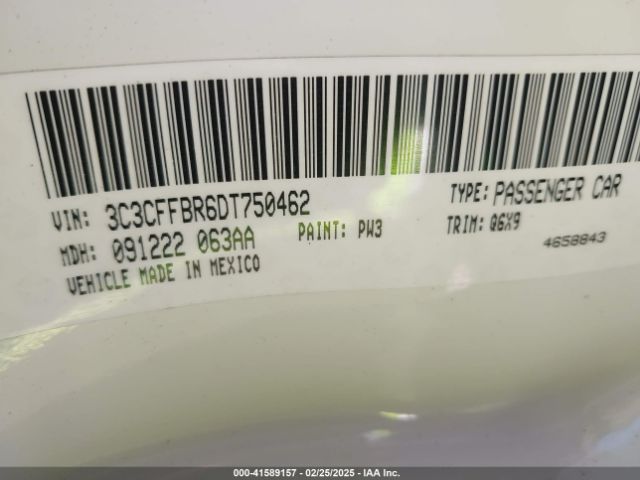 VIN: 3C3CFFBR6DT750462 TYPE: PASSENGER CAR
MDH: 091222 063AA PAINT: PW3 TRIM: Q6X9
VEHICLE MADE IN MEXICO 4658843
000-41589157 - 02/25/2025 - IAA Inc.